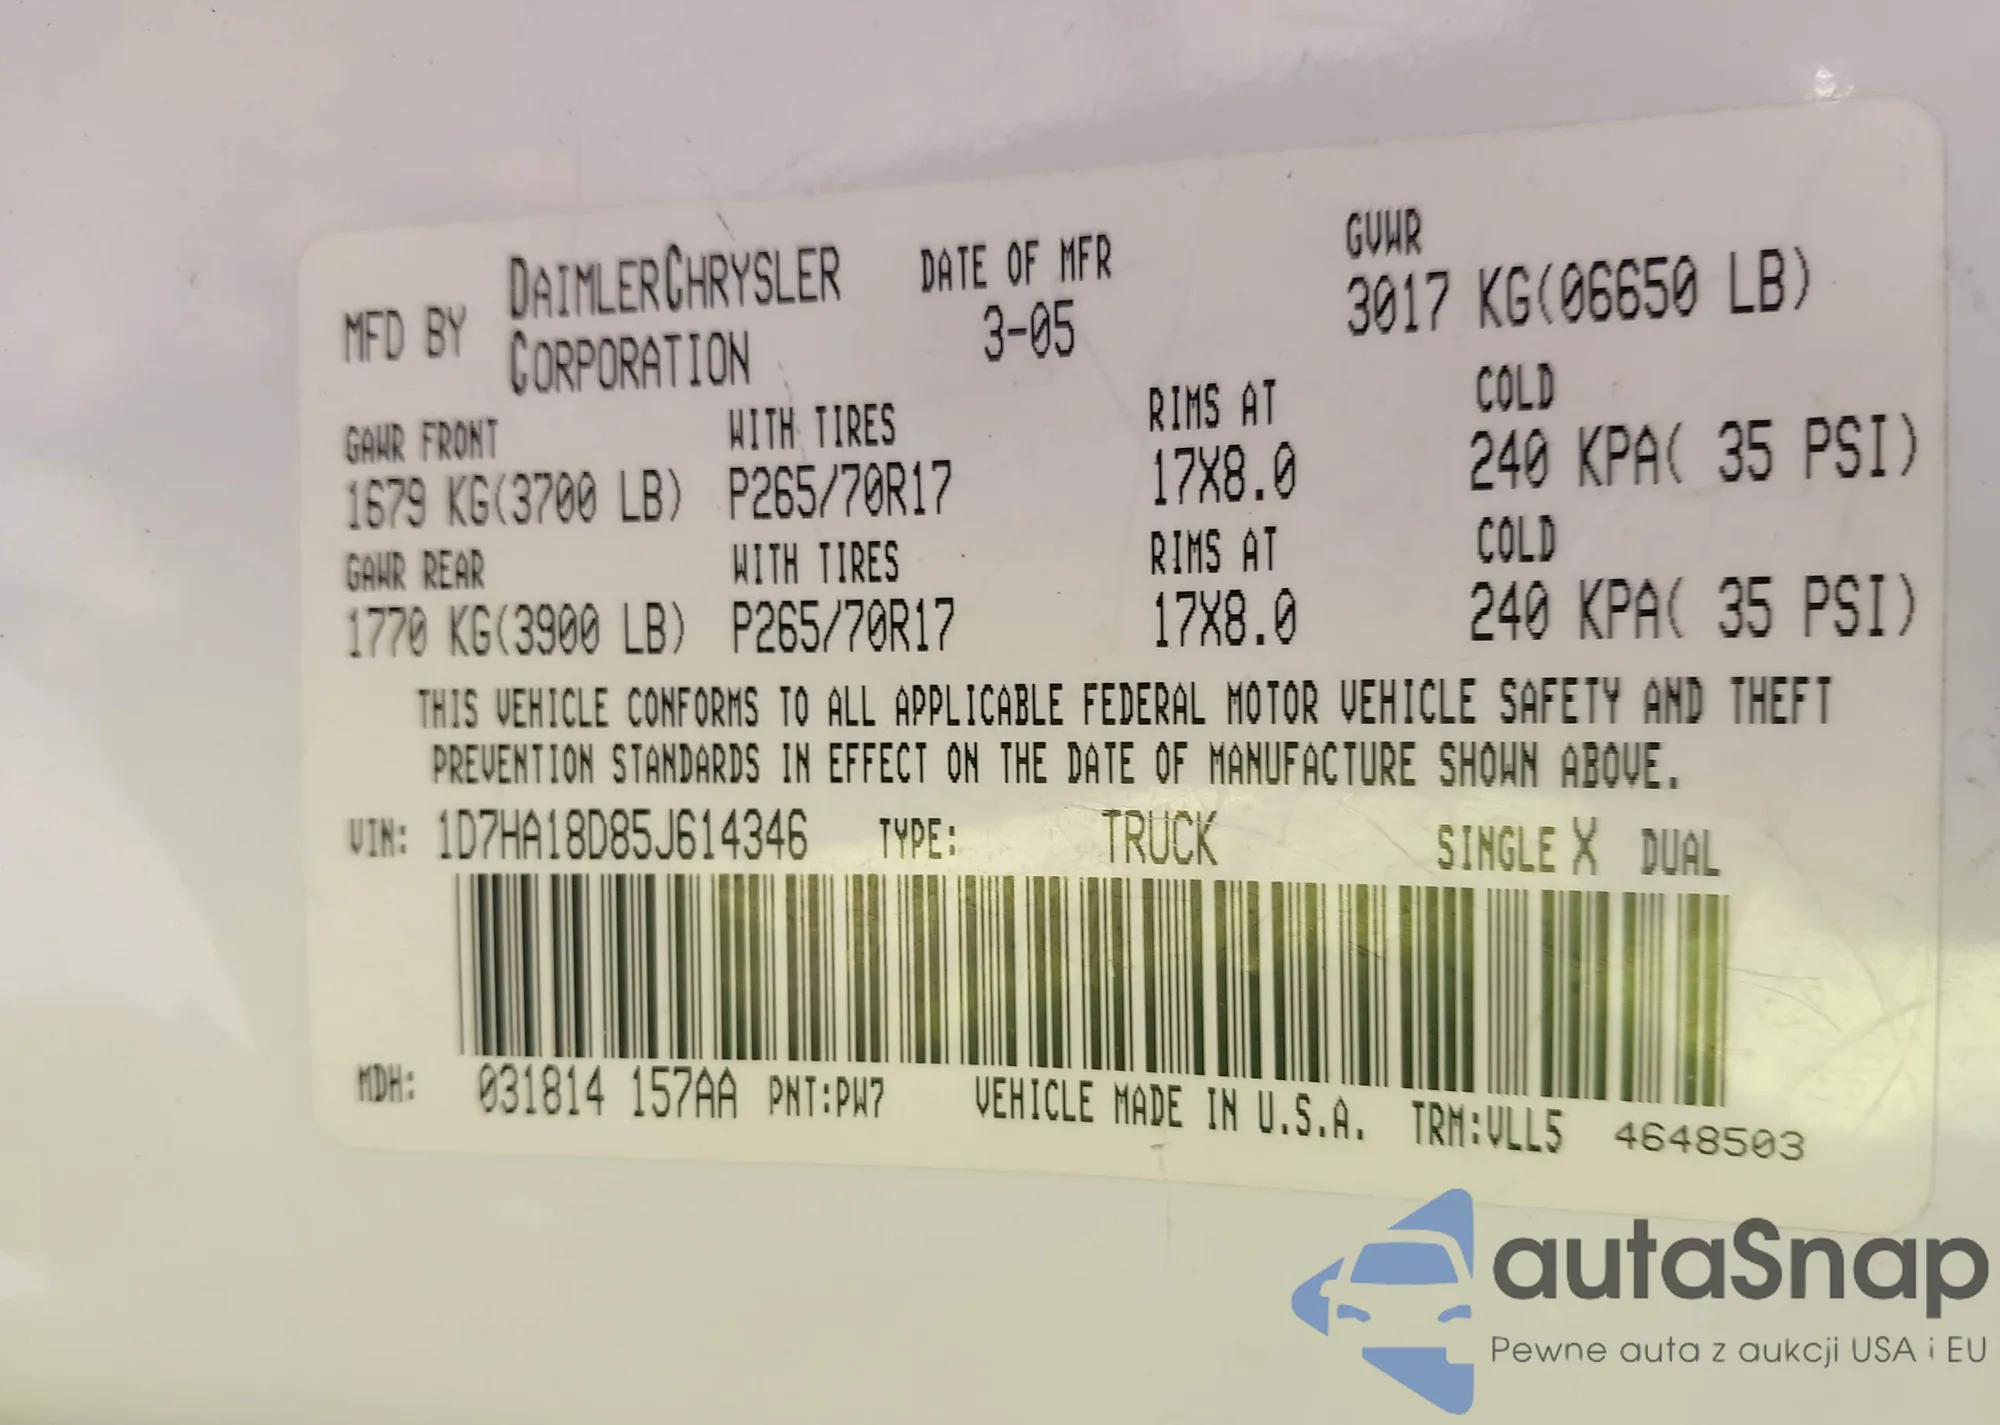 MFD BY DAIMLERCHRYSLER CORPORATION DATE OF MFR 3-05 GVWR 3017 KG(06650 LB)
GAWR FRONT WITH TIRES RIMS AT COLD
1679 KG(3700 LB) P265/70R17 17X8.0 240 KPA( 35 PSI)
GAWR REAR WITH TIRES RIMS AT COLD
1770 KG(3900 LB) P265/70R17 17X8.0 240 KPA( 35 PSI)
THIS VEHICLE CONFORMS TO ALL APPLICABLE FEDERAL MOTOR VEHICLE SAFETY AND THEFT
PREVENTION STANDARDS IN EFFECT ON THE DATE OF MANUFACTURE SHOWN ABOVE.
VIN: 1D7HA18D85J614346 TYPE: TRUCK SINGLE X DUAL
MDH: 031814 157AA PNT:PW7 VEHICLE MADE IN U.S.A. TRM:VLL5 4648503
autaSnap
Pewne auta z aukcji USA i EU